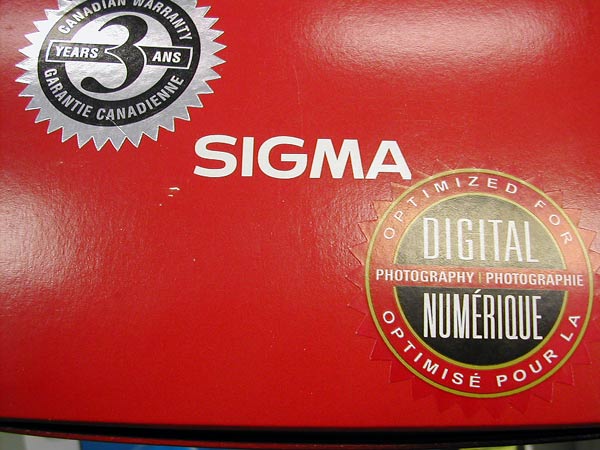 CANADIAN WARRANTY
YEARS 3 ANS
GARANTIE CANADIENNE
SIGMA
OPTIMIZED FOR
DIGITAL
PHOTOGRAPHY | PHOTOGRAPHIE
NUMÉRIQUE
OPTIMISÉ POUR LA